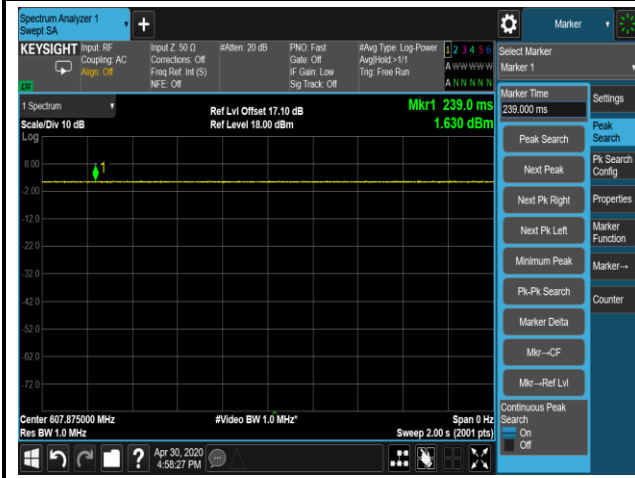 Spectrum Analyzer 1
Swept SA
+
Marker
KEYSIGHT
Input: RF
Coupling: AC
Align: Off
Input Z: 50 Ω
Corrections: Off
Freq Ref: Int (S)
NFE: Off
#Atten: 20 dB
PNO: Fast
Gate: Off
IF Gain: Low
Sig Track: Off
#Avg Type: Log-Power
Avg|Hold:>1/1
Trig: Free Run
1 2 3 4 5 6
A W W W W W
A N N N N N
Select Marker
Marker 1
LXI
1 Spectrum
Scale/Div 10 dB
Log
Ref Lvl Offset 17.10 dB
Ref Level 18.00 dBm
Mkr1 239.0 ms
1.630 dBm
1
8.00
-2.00
-12.0
-22.0
-32.0
-42.0
-52.0
-62.0
-72.0
Center 607.875000 MHz
Res BW 1.0 MHz
#Video BW 1.0 MHz*
Span 0 Hz
Sweep 2.00 s (2001 pts)
Marker Time
239.000 ms
Peak Search
Next Peak
Next Pk Right
Next Pk Left
Minimum Peak
Pk-Pk Search
Marker Delta
Mkr→CF
Mkr→Ref Lvl
Continuous Peak
Search
On
Off
Settings
Peak
Search
Pk Search
Config
Properties
Marker
Function
Marker→
Counter
?
Apr 30, 2020
4:58:27 PM